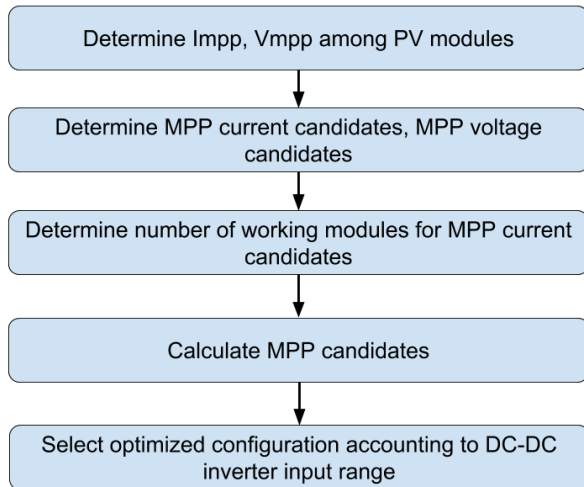 Determine Impp, Vmpp among PV modules
Determine MPP current candidates, MPP voltage
candidates
Determine number of working modules for MPP current
candidates
Calculate MPP candidates
Select optimized configuration accounting to DC-DC
inverter input range